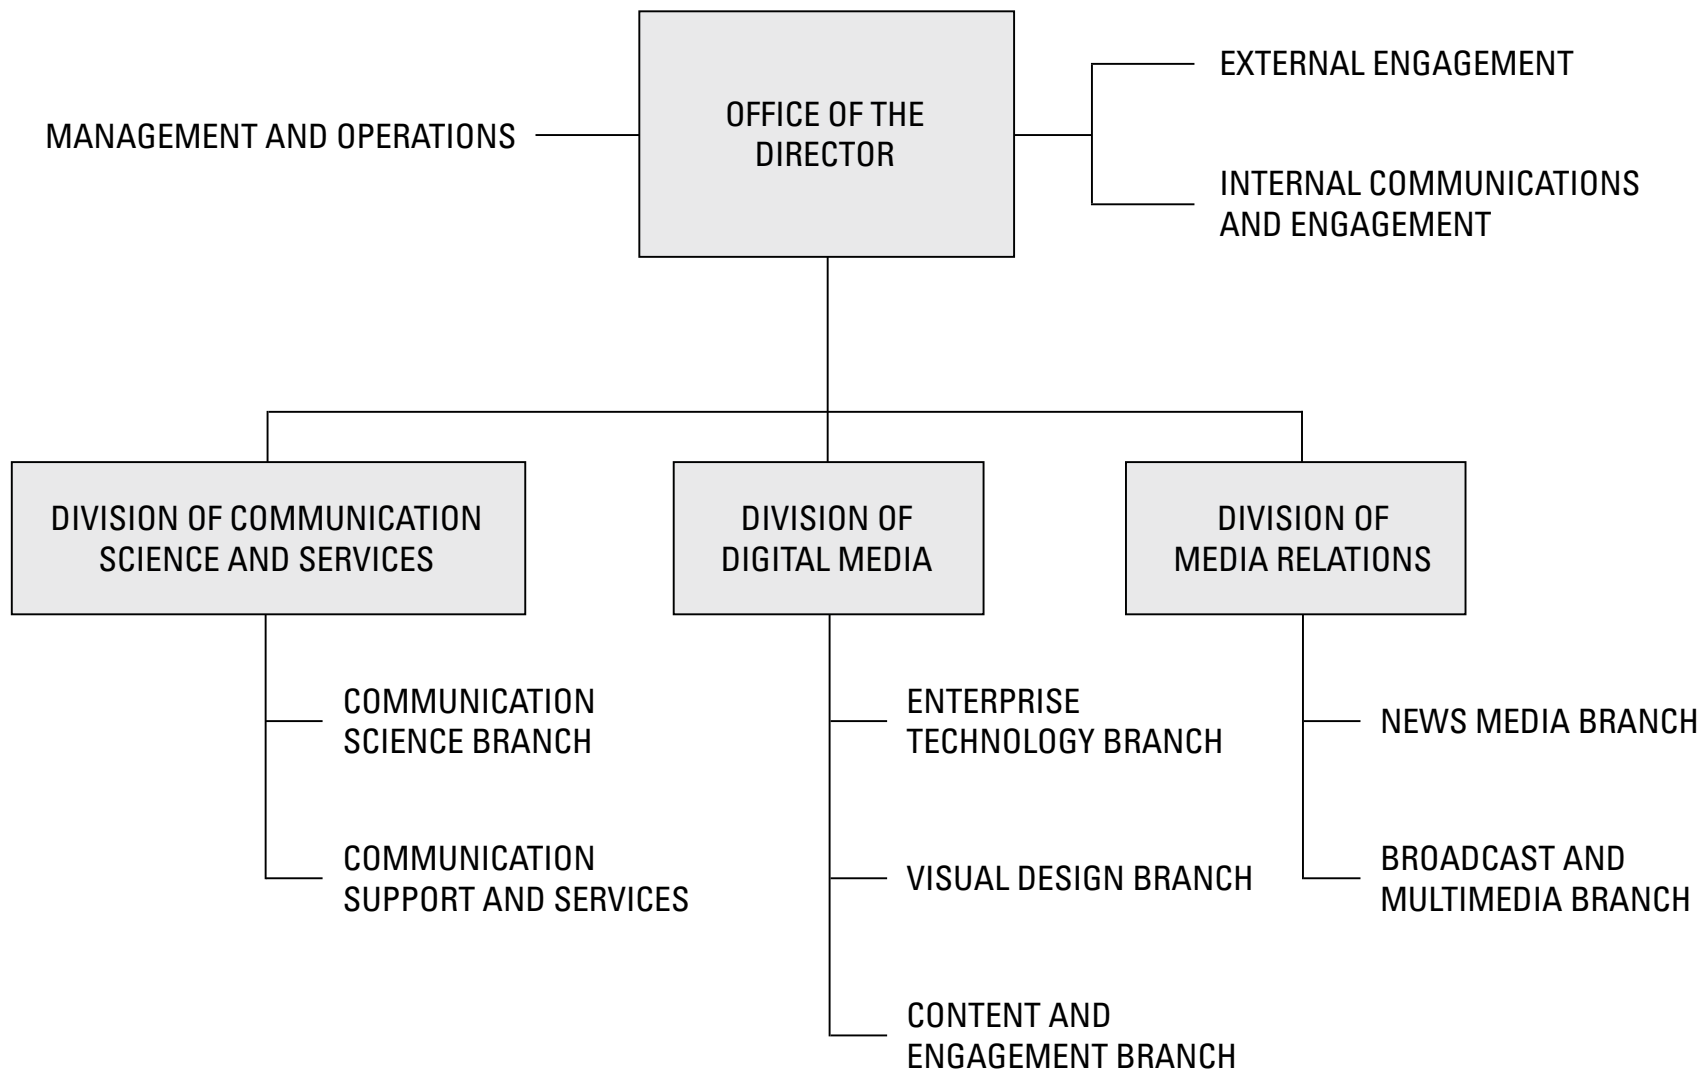 OFFICE OF THE
DIRECTOR
MANAGEMENT AND OPERATIONS
EXTERNAL ENGAGEMENT
INTERNAL COMMUNICATIONS
AND ENGAGEMENT
DIVISION OF COMMUNICATION
SCIENCE AND SERVICES
COMMUNICATION
SCIENCE BRANCH
COMMUNICATION
SUPPORT AND SERVICES
DIVISION OF
DIGITAL MEDIA
ENTERPRISE
TECHNOLOGY BRANCH
VISUAL DESIGN BRANCH
CONTENT AND
ENGAGEMENT BRANCH
DIVISION OF
MEDIA RELATIONS
NEWS MEDIA BRANCH
BROADCAST AND
MULTIMEDIA BRANCH